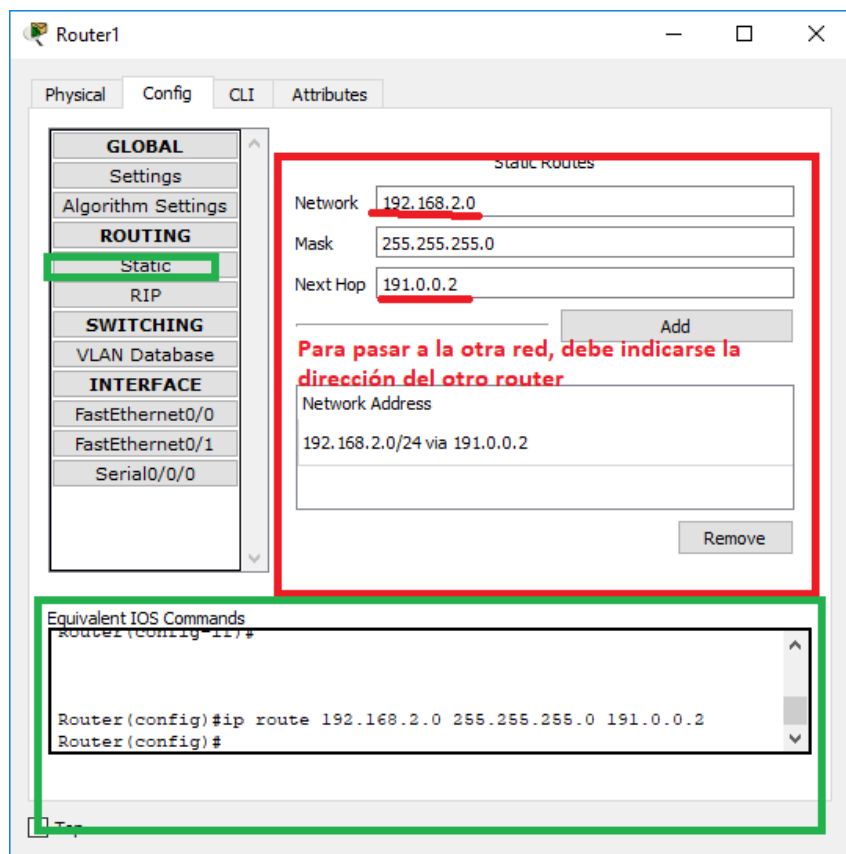 Router1
Physical Config CLI Attributes
GLOBAL
Settings
Algorithm Settings
ROUTING
Static
RIP
SWITCHING
VLAN Database
INTERFACE
FastEthernet0/0
FastEthernet0/1
Serial0/0/0
Static Routes
Network 192.168.2.0
Mask 255.255.255.0
Next Hop 191.0.0.2
Add
Para pasar a la otra red, debe indicarse la
dirección del otro router
Network Address
192.168.2.0/24 via 191.0.0.2
Remove
Equivalent IOS Commands
Router(config-if)#
Router(config)#ip route 192.168.2.0 255.255.255.0 191.0.0.2
Router(config)#
Top